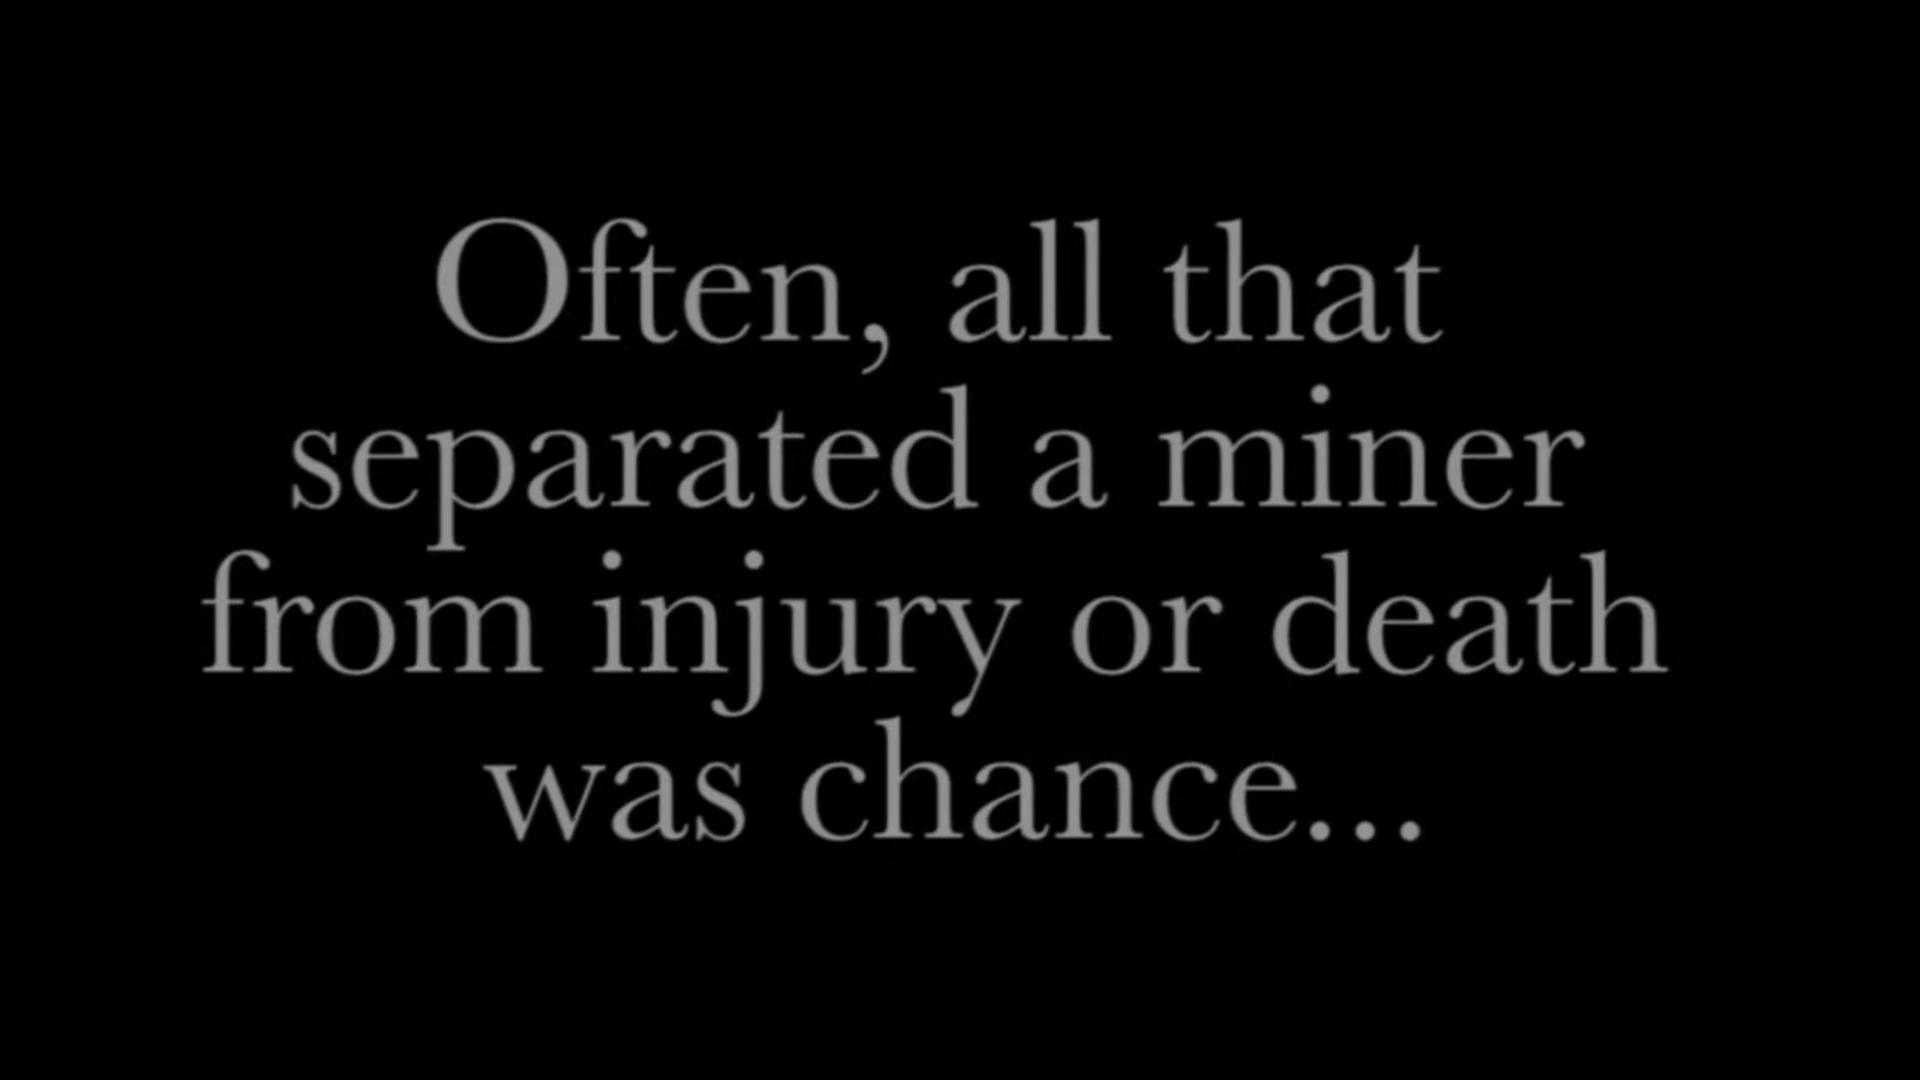 Often, all that
separated a miner
from injury or death
was chance...